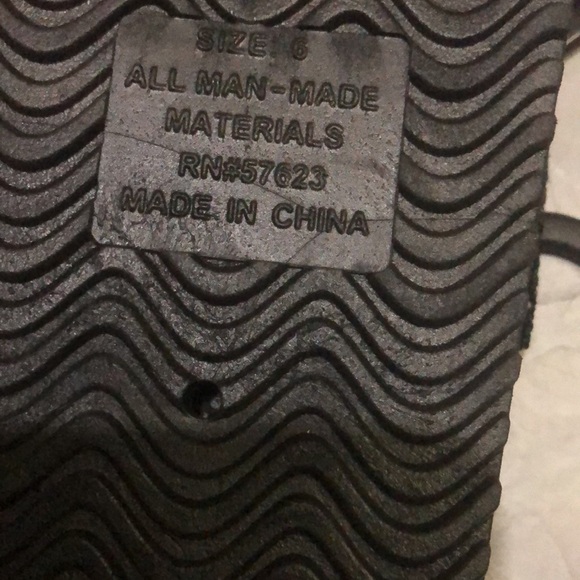 SIZE 6
ALL MAN-MADE
MATERIALS
RN#57623
MADE IN CHINA